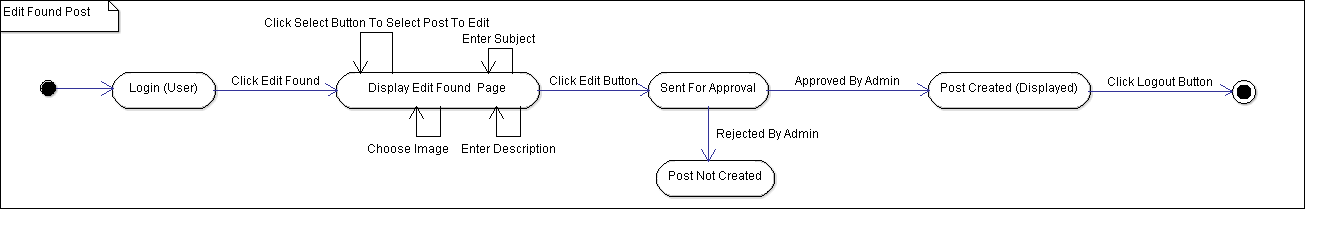 Edit Found Post
Click Select Button To Select Post To Edit
Enter Subject
Login (User)
Click Edit Found
Display Edit Found Page
Click Edit Button
Sent For Approval
Approved By Admin
Post Created (Displayed)
Click Logout Button
Choose Image
Enter Description
Rejected By Admin
Post Not Created